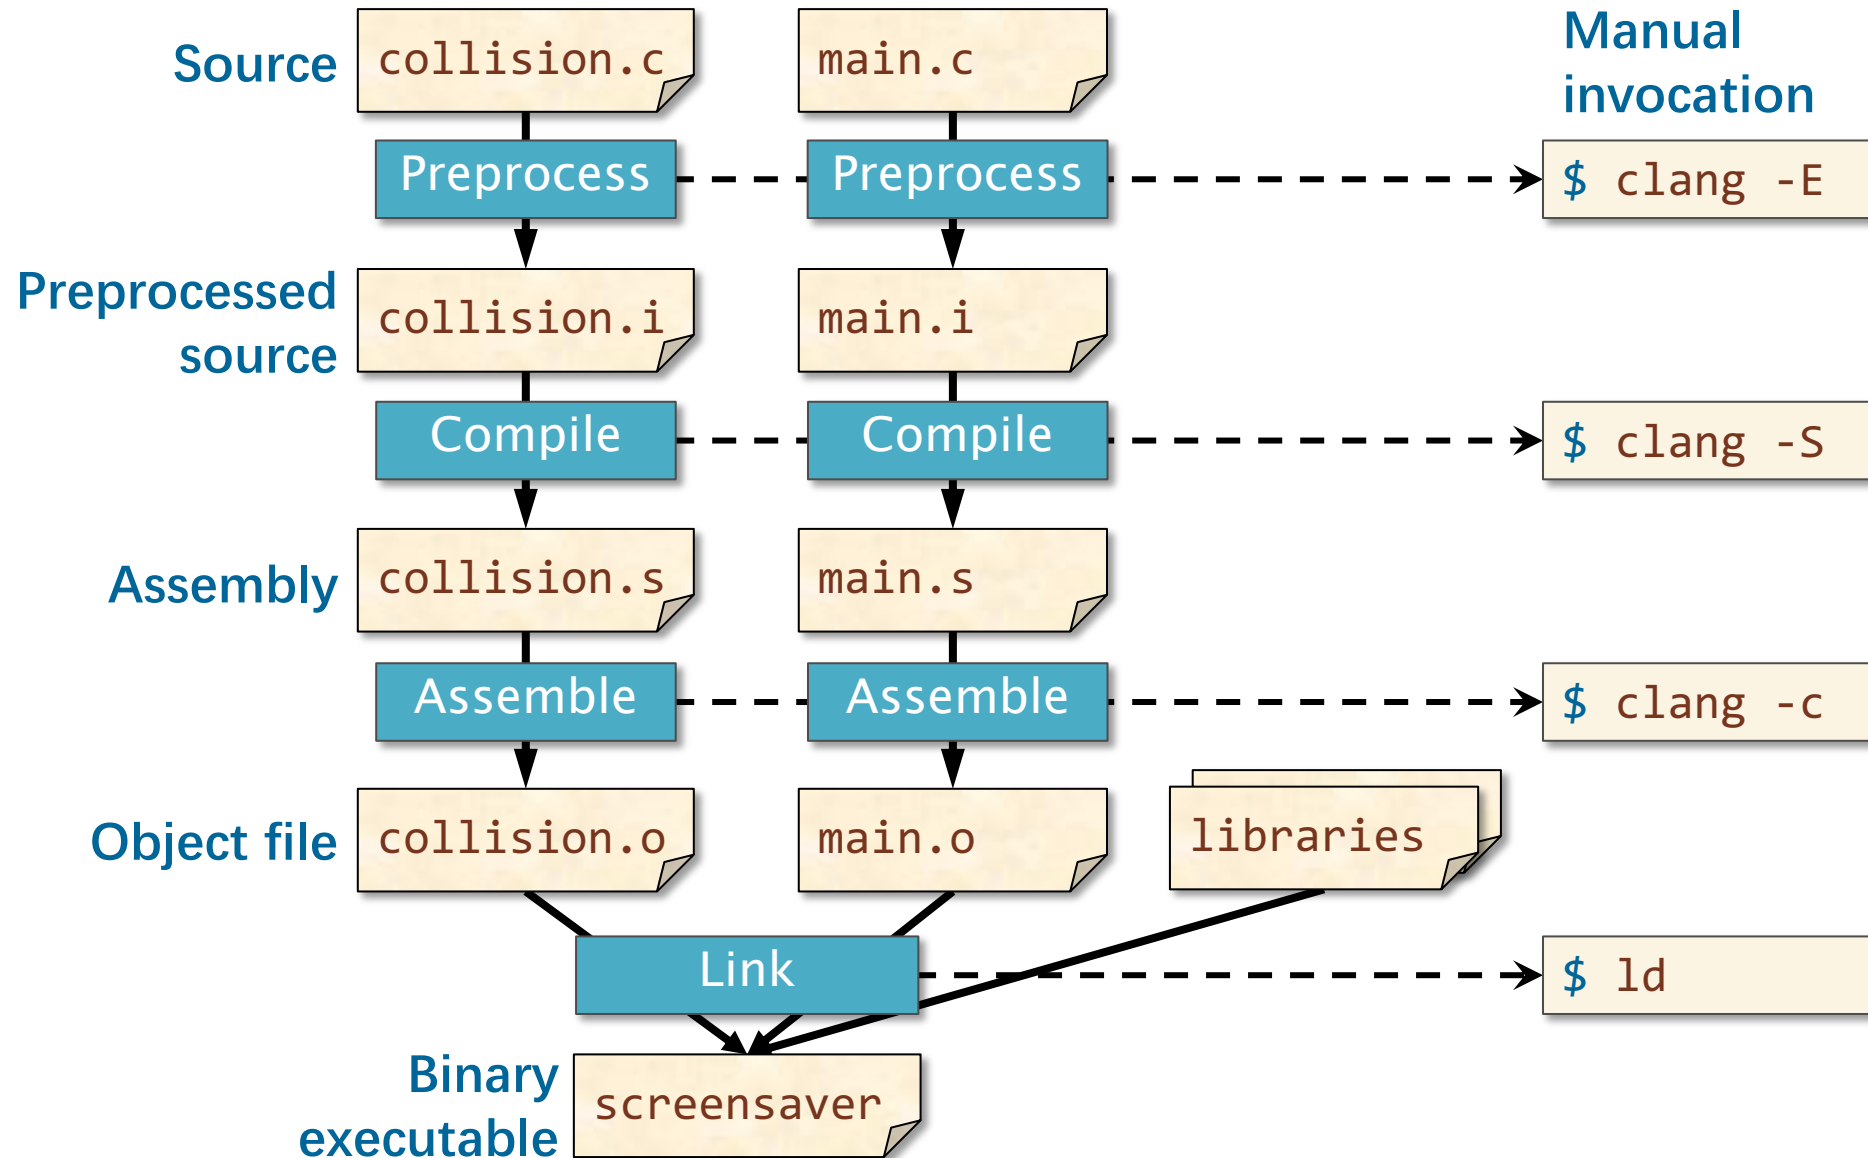 Source
collision.c
main.c
Manual
invocation
Preprocess
Preprocess
$ clang -E
Preprocessed
source
collision.i
main.i
Compile
Compile
$ clang -S
Assembly
collision.s
main.s
Assemble
Assemble
$ clang -c
Object file
collision.o
main.o
libraries
Link
$ ld
Binary
executable
screensaver